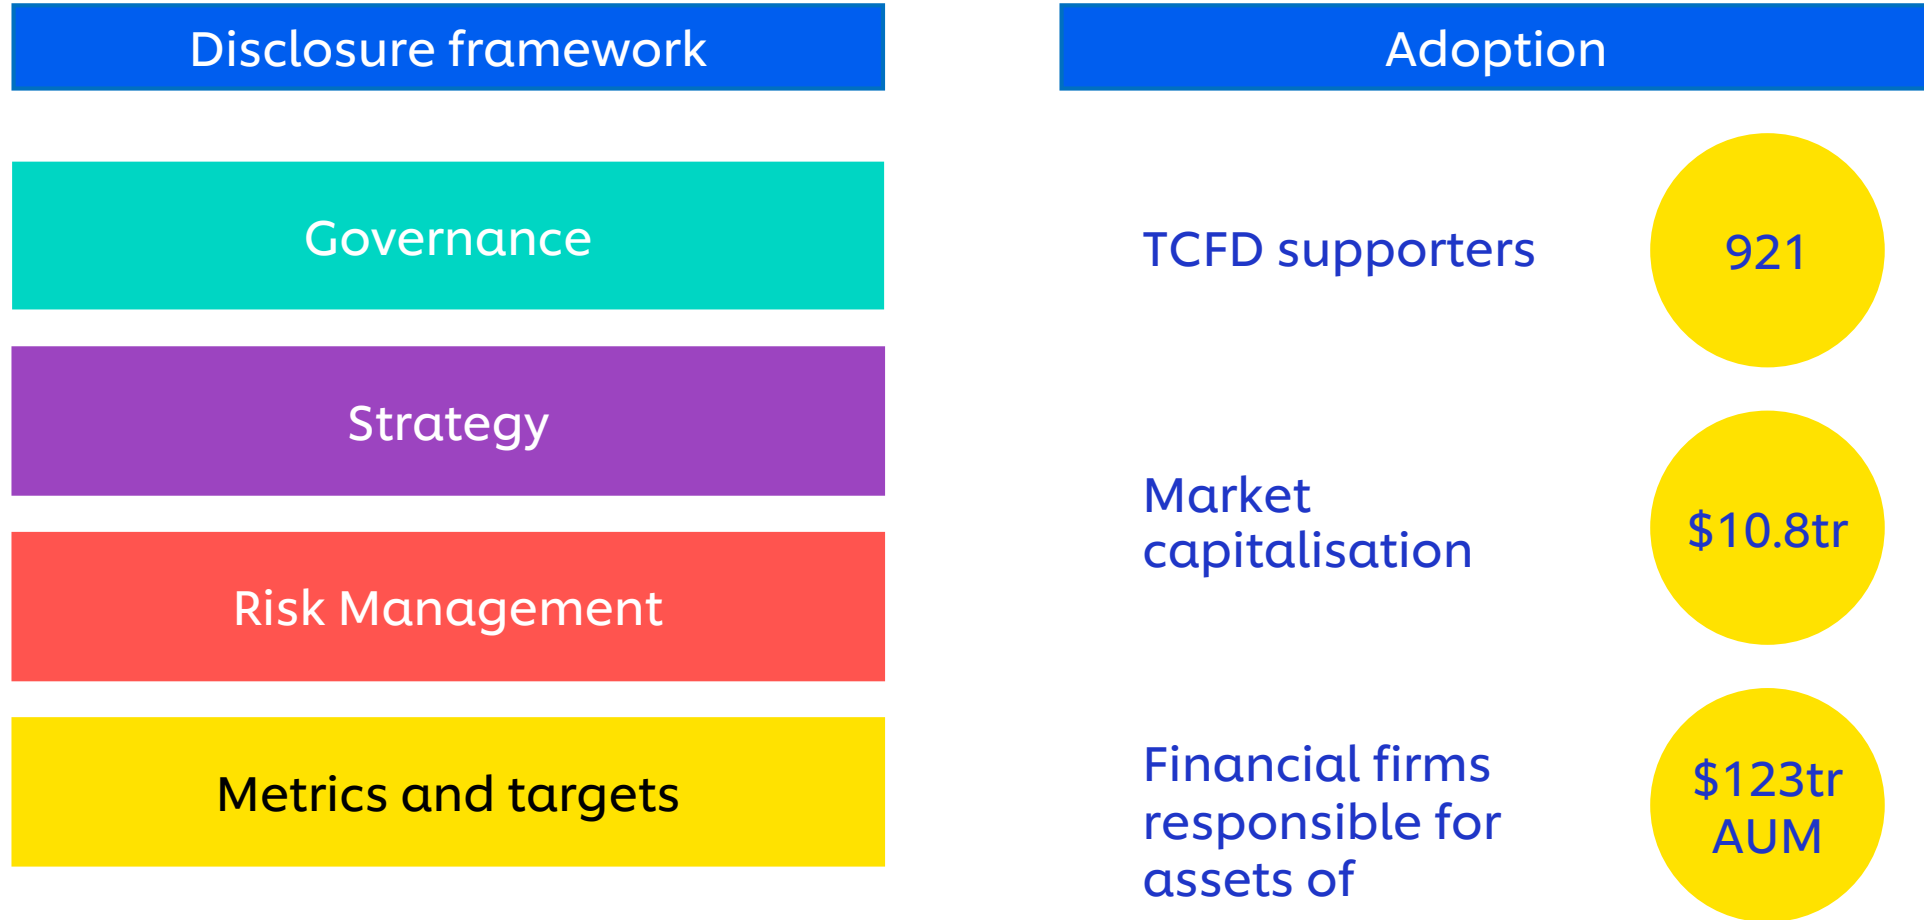 Disclosure framework
Governance
Strategy
Risk Management
Metrics and targets
Adoption
TCFD supporters
921
Market
capitalisation
$10.8tr
Financial firms
responsible for
assets of
$123tr
AUM